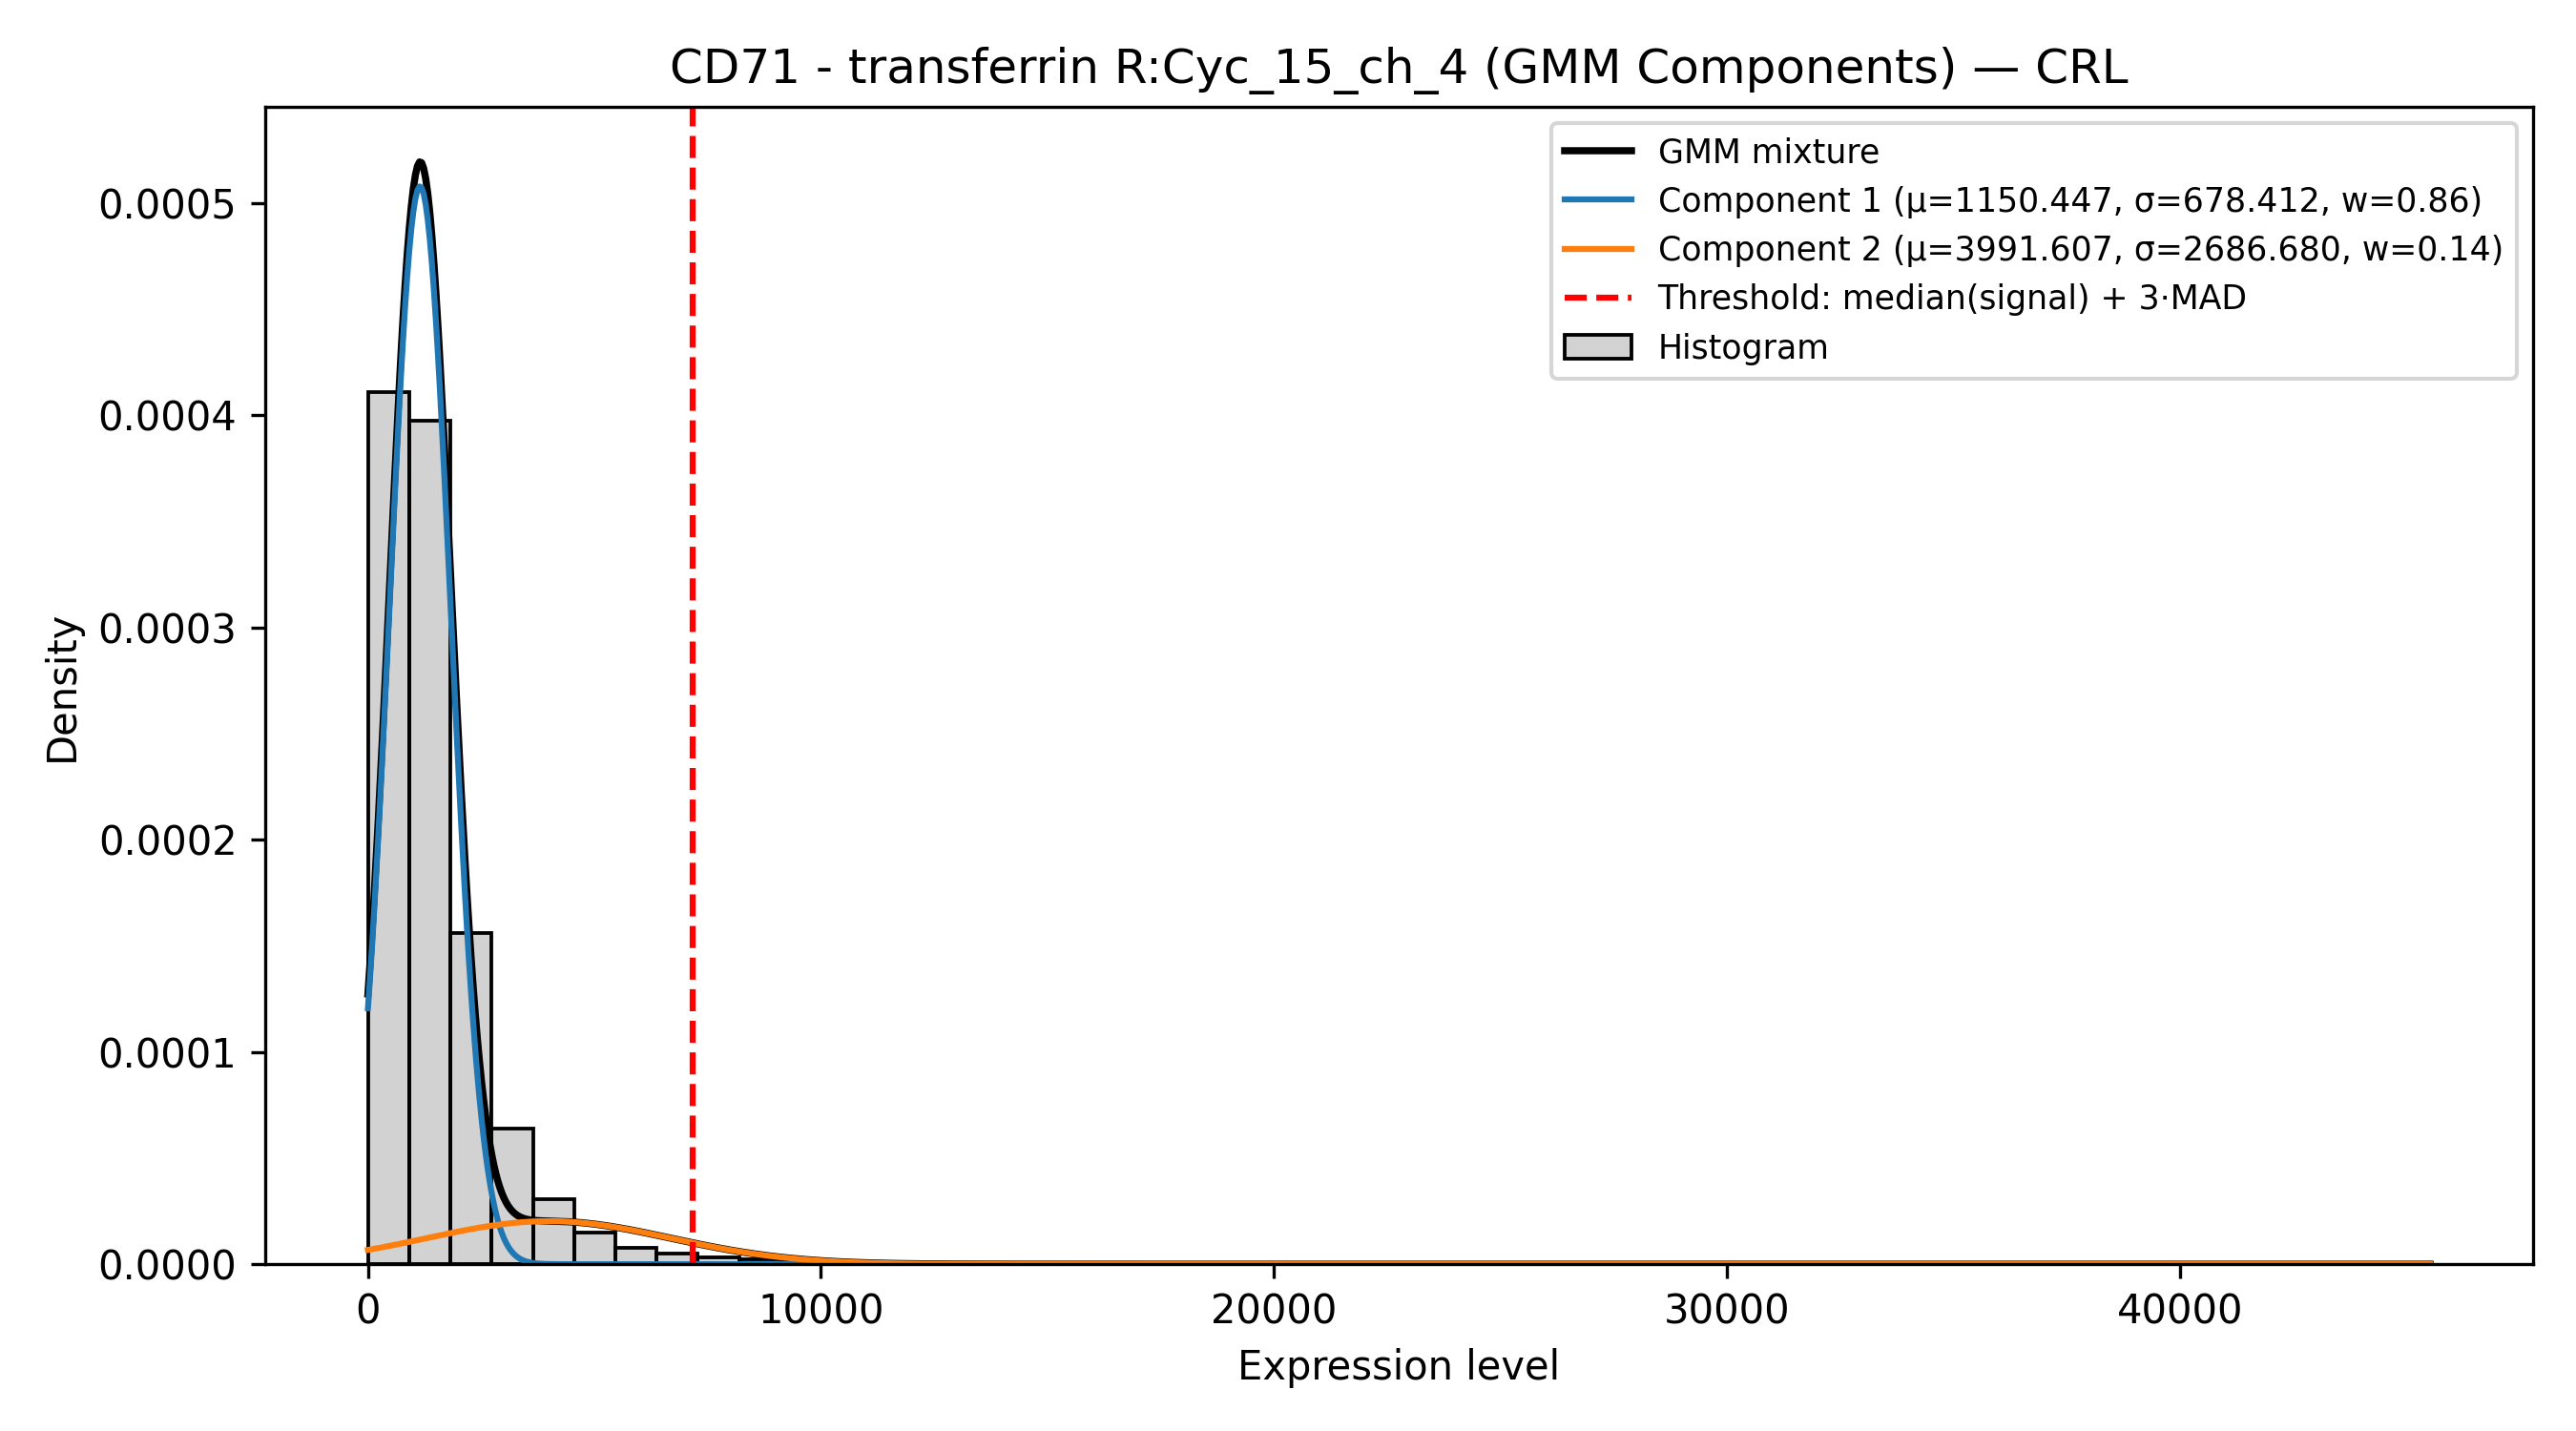 CD71 - transferrin R:Cyc_15_ch_4 (GMM Components) — CRL
GMM mixture
Component 1 (μ=1150.447, σ=678.412, w=0.86)
Component 2 (μ=3991.607, σ=2686.680, w=0.14)
Threshold: median(signal) + 3·MAD
Histogram
Density
0.0005
0.0004
0.0003
0.0002
0.0001
0.0000
0 10000 20000 30000 40000
Expression level